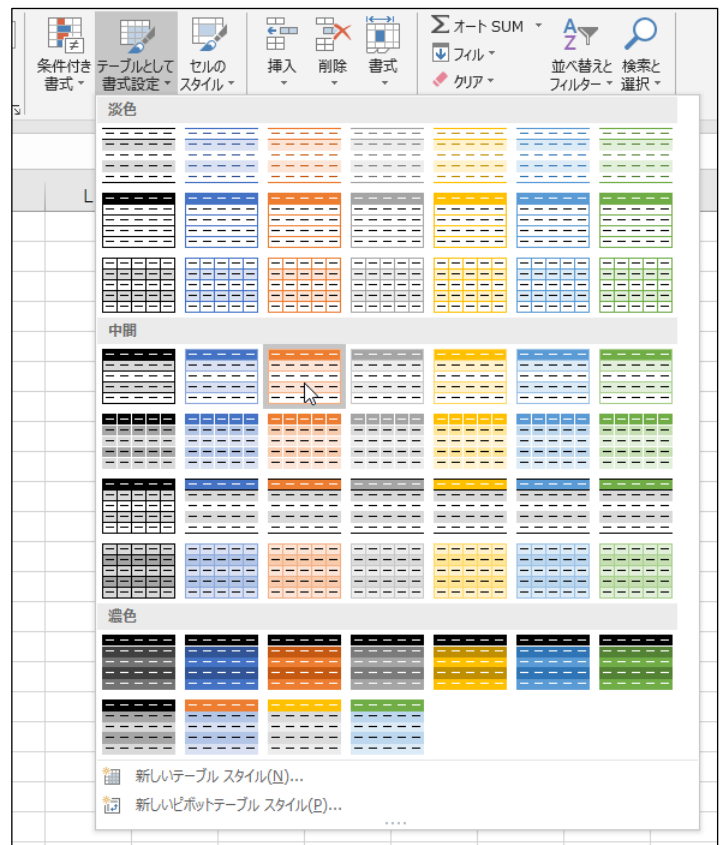 Σ オート SUM
フィル
クリア
条件付き
書式
テーブルとして
書式設定
セルの
スタイル
挿入
削除
書式
並べ替えと
フィルター
検索と
選択
L
淡色
中間
濃色
新しいテーブル スタイル(N)...
新しいピボットテーブル スタイル(P)...